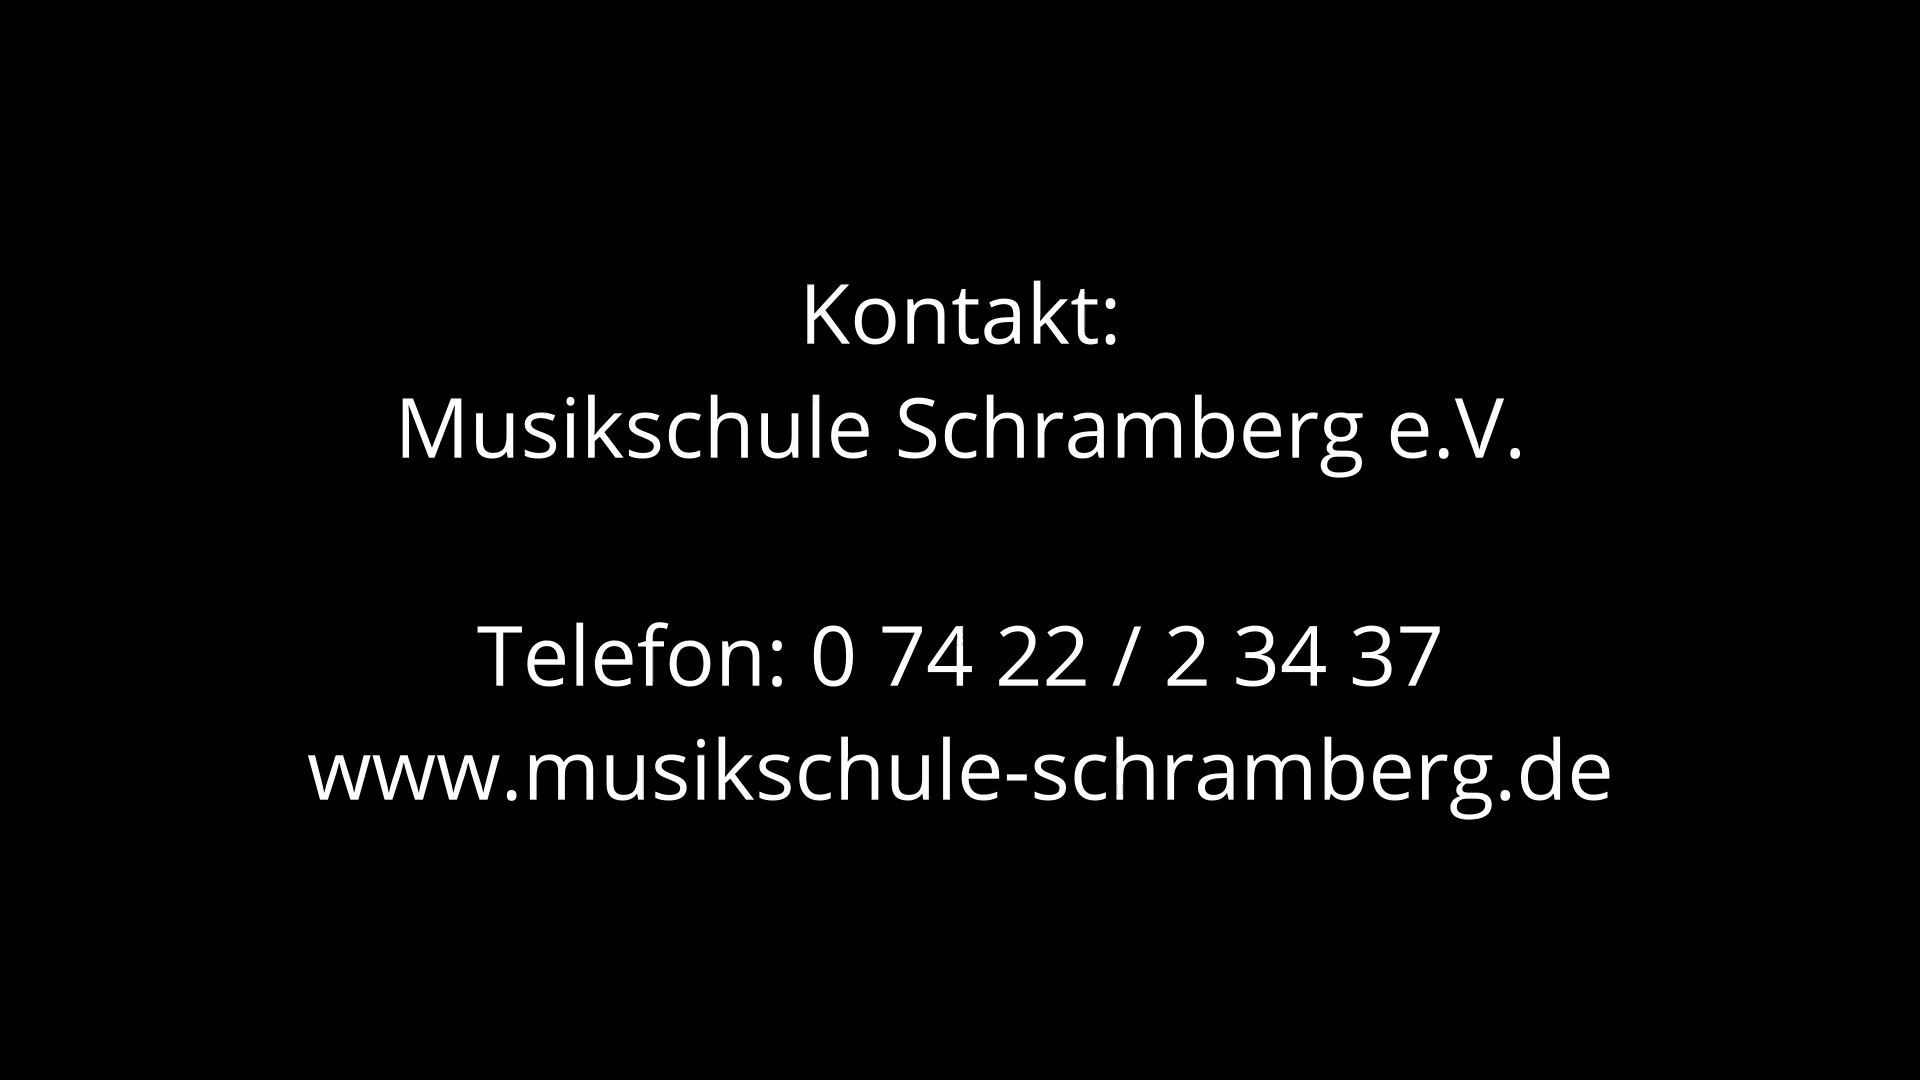 Kontakt:
Musikschule Schramberg e.V.
Telefon: 0 74 22 / 2 34 37
www.musikschule-schramberg.de